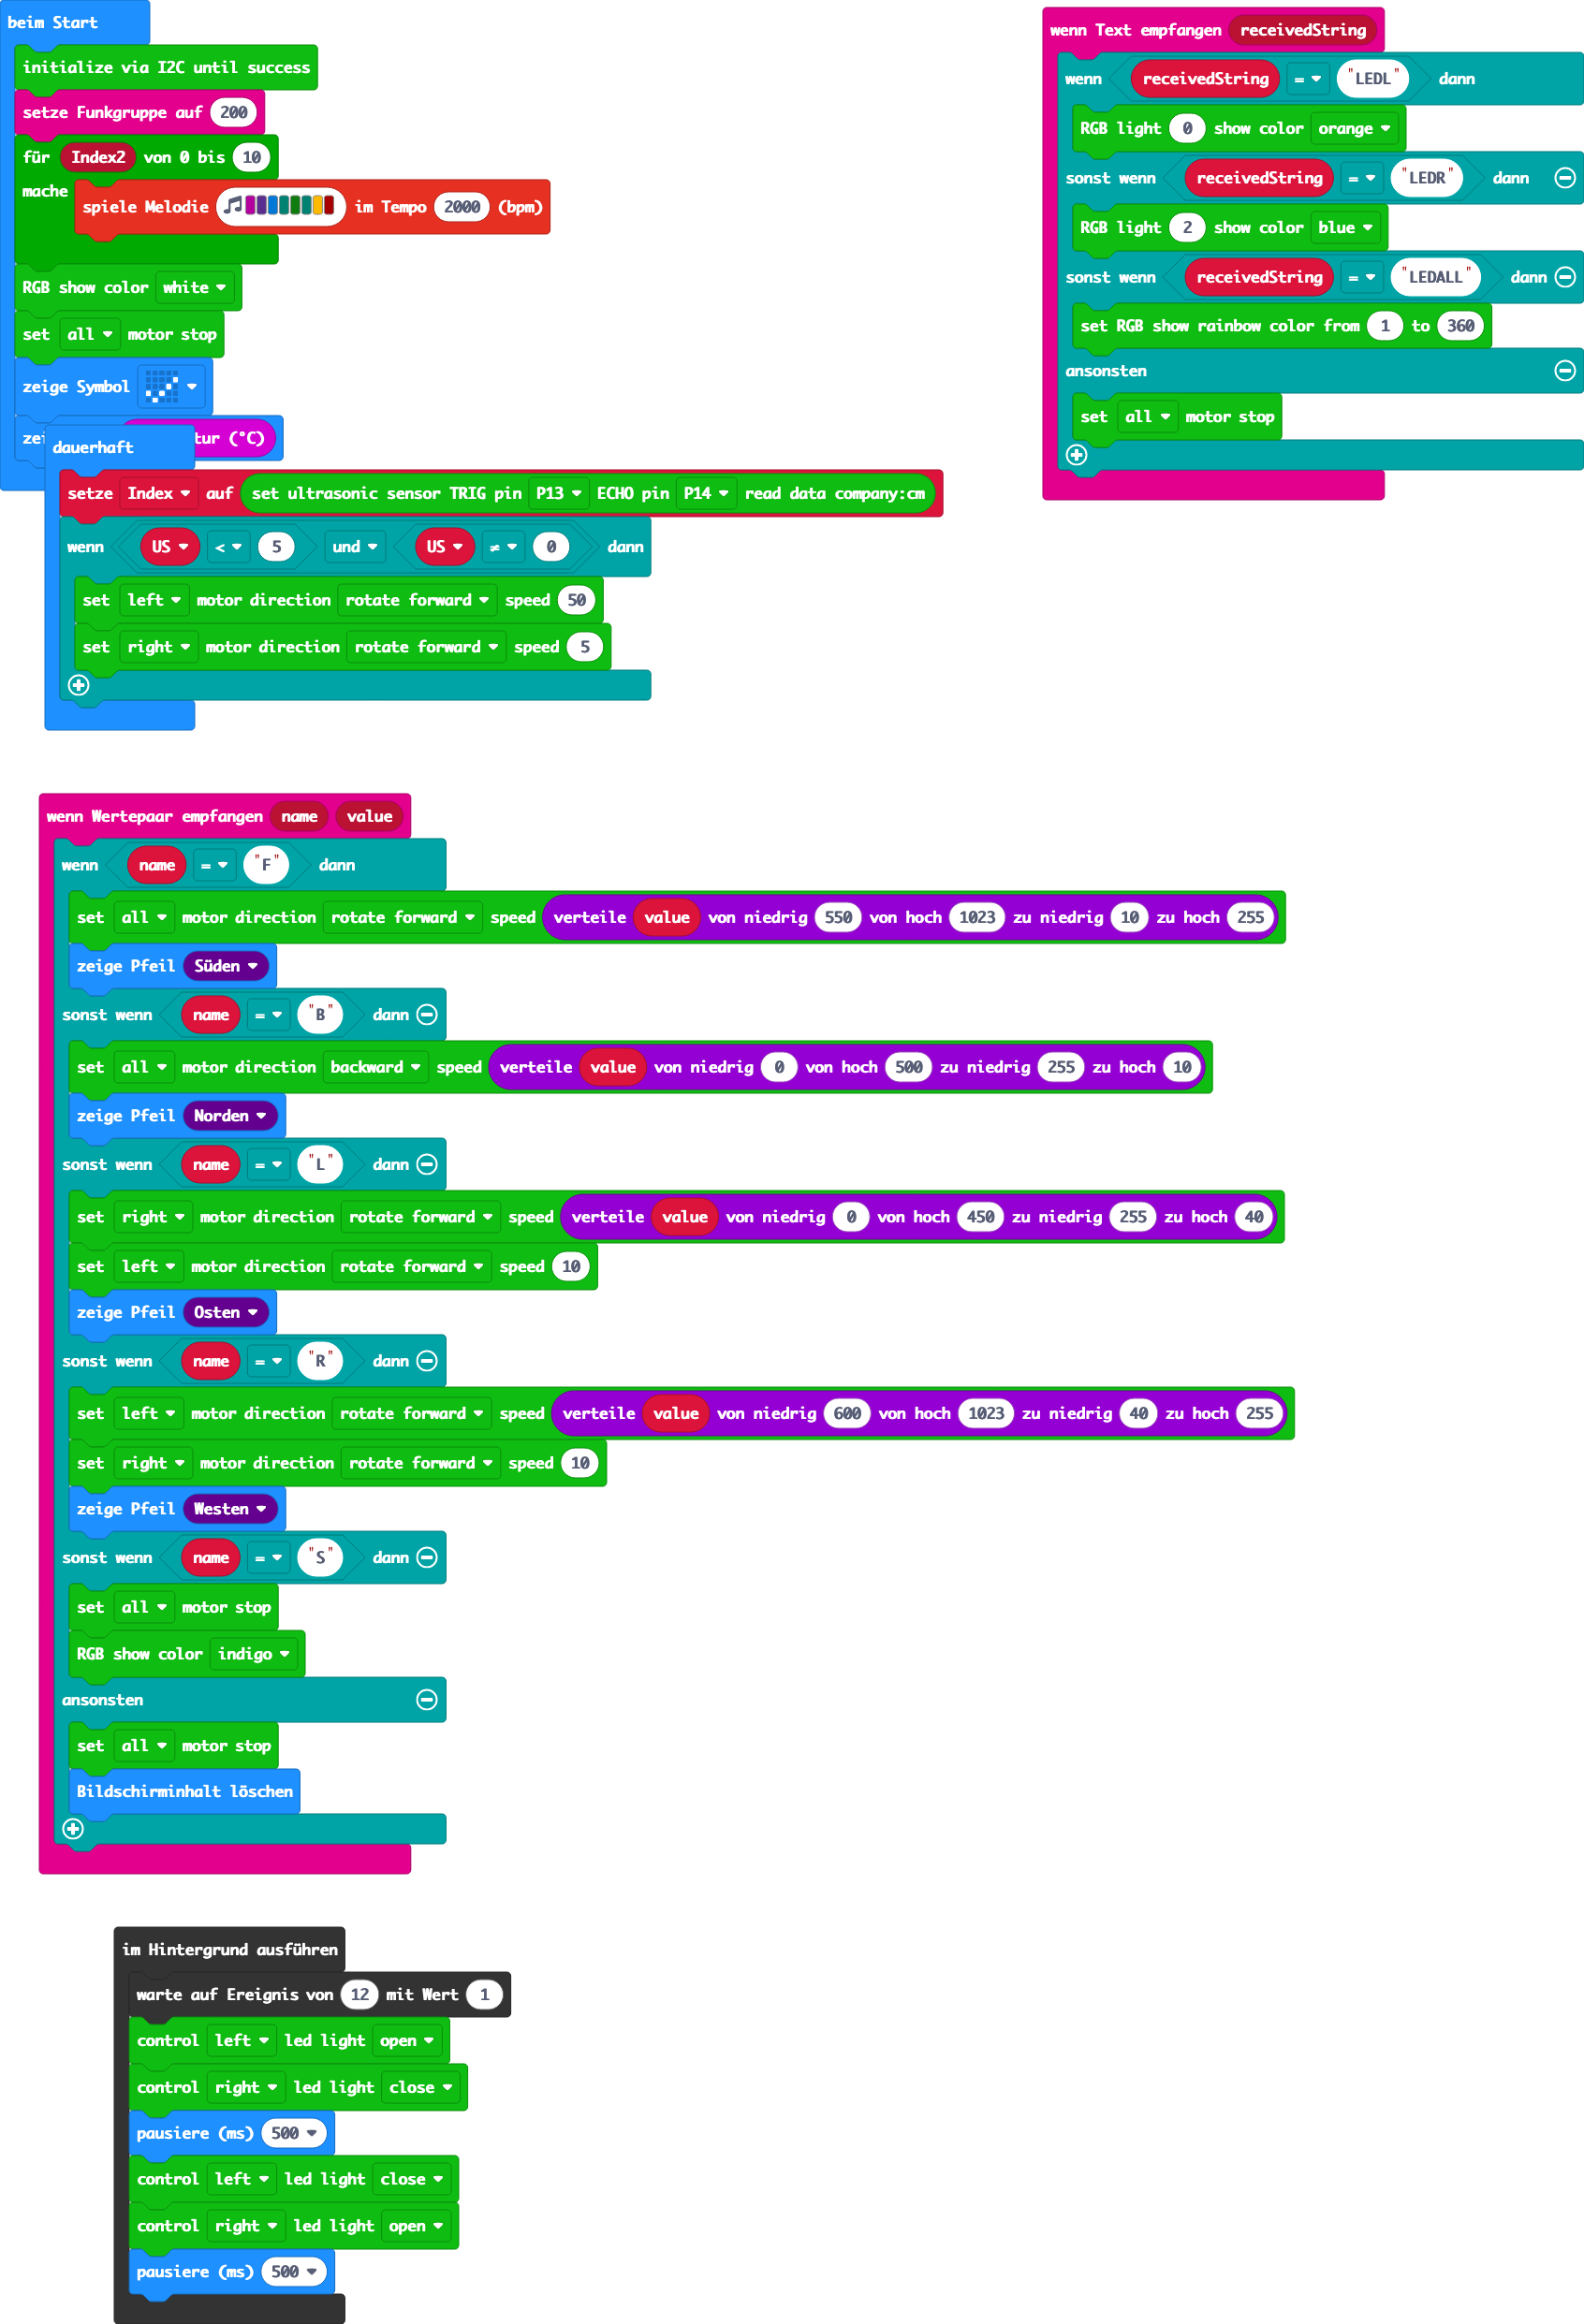 beim Start
initialize via I2C until success
setze Funkgruppe auf 200
für Index2 von 0 bis 10
mache spiele Melodie im Tempo 2000 (bpm)
RGB show color white
set all motor stop
zeige Symbol
(°C)
dauerhaft
setze Index auf set ultrasonic sensor TRIG pin P13 ECHO pin P14 read data company:cm
wenn US < 5 und US ≠ 0 dann
set left motor direction rotate forward speed 50
set right motor direction rotate forward speed 5
wenn Text empfangen receivedString
wenn receivedString = "LEDL" dann
RGB light 0 show color orange
sonst wenn receivedString = "LEDR" dann
RGB light 2 show color blue
sonst wenn receivedString = "LEDALL" dann
set RGB show rainbow color from 1 to 360
ansonsten
set all motor stop
wenn Wertepaar empfangen name value
wenn name = "F" dann
set all motor direction rotate forward speed verteile value von niedrig 550 von hoch 1023 zu niedrig 10 zu hoch 255
zeige Pfeil Süden
sonst wenn name = "B" dann
set all motor direction backward speed verteile value von niedrig 0 von hoch 500 zu niedrig 255 zu hoch 10
zeige Pfeil Norden
sonst wenn name = "L" dann
set right motor direction rotate forward speed verteile value von niedrig 0 von hoch 450 zu niedrig 255 zu hoch 40
set left motor direction rotate forward speed 10
zeige Pfeil Osten
sonst wenn name = "R" dann
set left motor direction rotate forward speed verteile value von niedrig 600 von hoch 1023 zu niedrig 40 zu hoch 255
set right motor direction rotate forward speed 10
zeige Pfeil Westen
sonst wenn name = "S" dann
set all motor stop
RGB show color indigo
ansonsten
set all motor stop
Bildschirminhalt löschen
im Hintergrund ausführen
warte auf Ereignis von 12 mit Wert 1
control left led light open
control right led light close
pausiere (ms) 500
control left led light close
control right led light open
pausiere (ms) 500